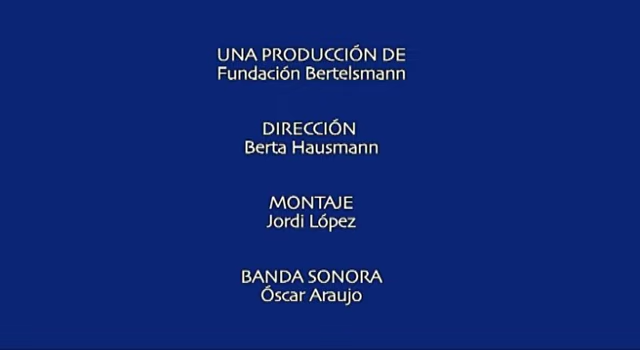 UNA PRODUCCIÓN DE
Fundación Bertelsmann
DIRECCIÓN
Berta Hausmann
MONTAJE
Jordi López
BANDA SONORA
Óscar Araujo